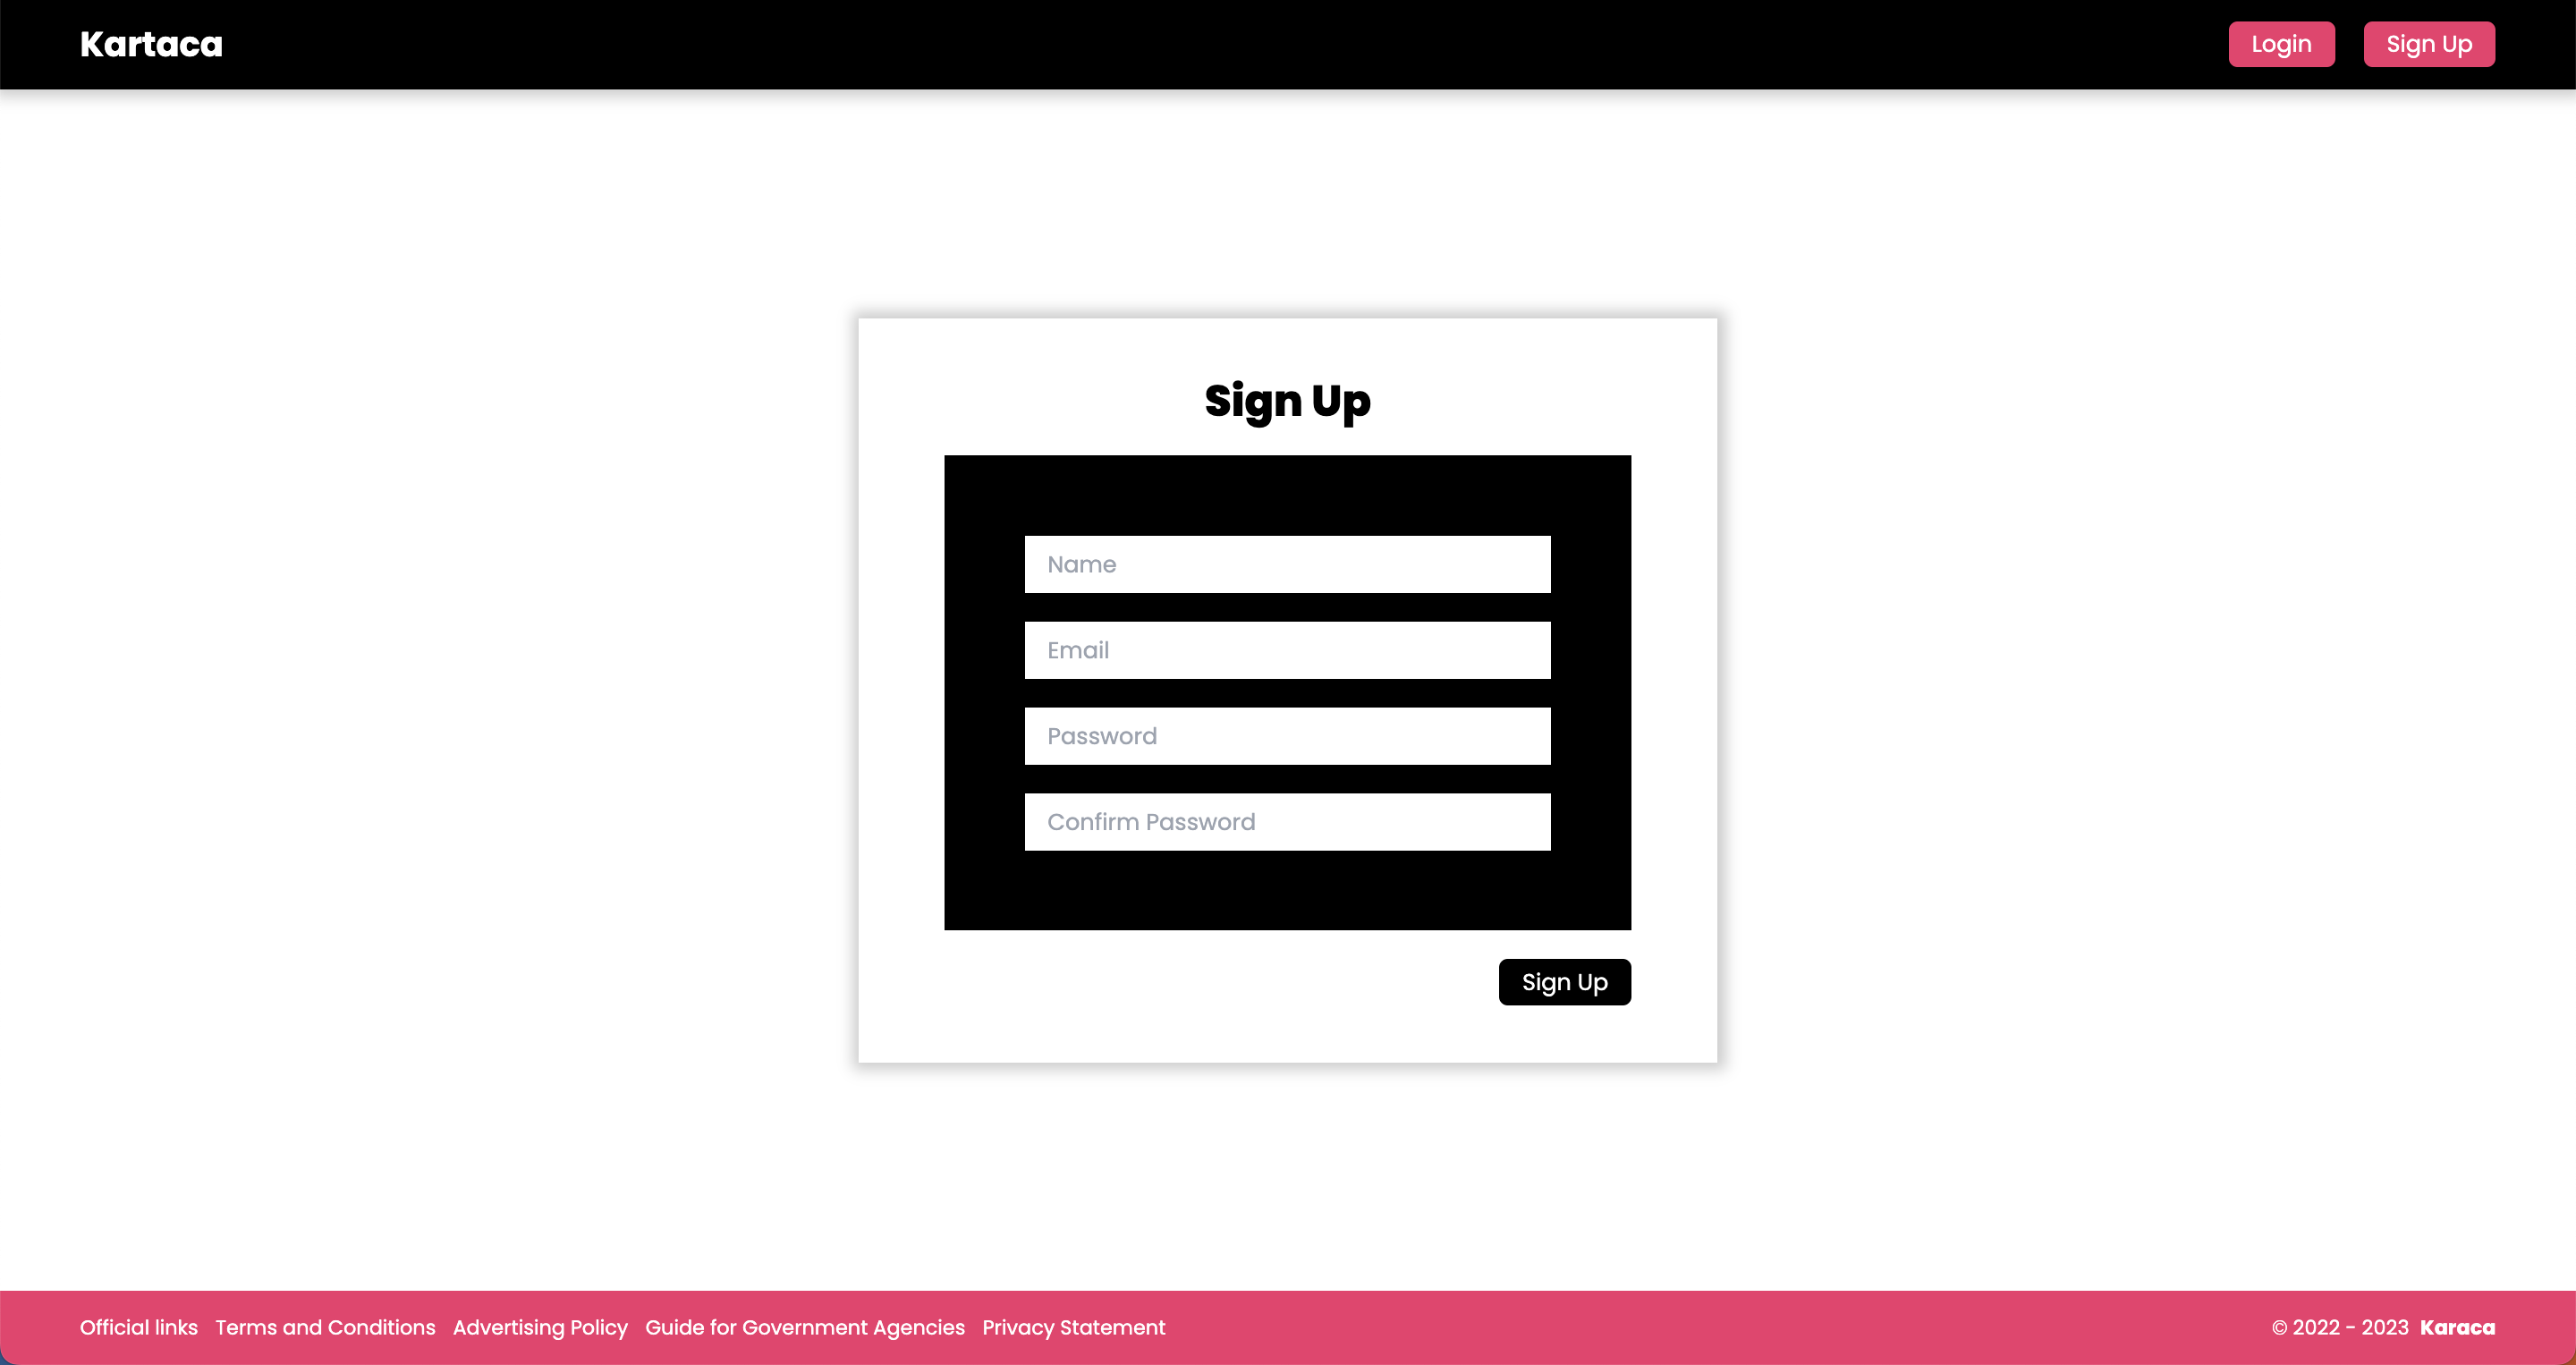 Kartaca
Login
Sign Up
Sign Up
Name
Email
Password
Confirm Password
Sign Up
Official links Terms and Conditions Advertising Policy Guide for Government Agencies Privacy Statement
© 2022 - 2023 Karaca